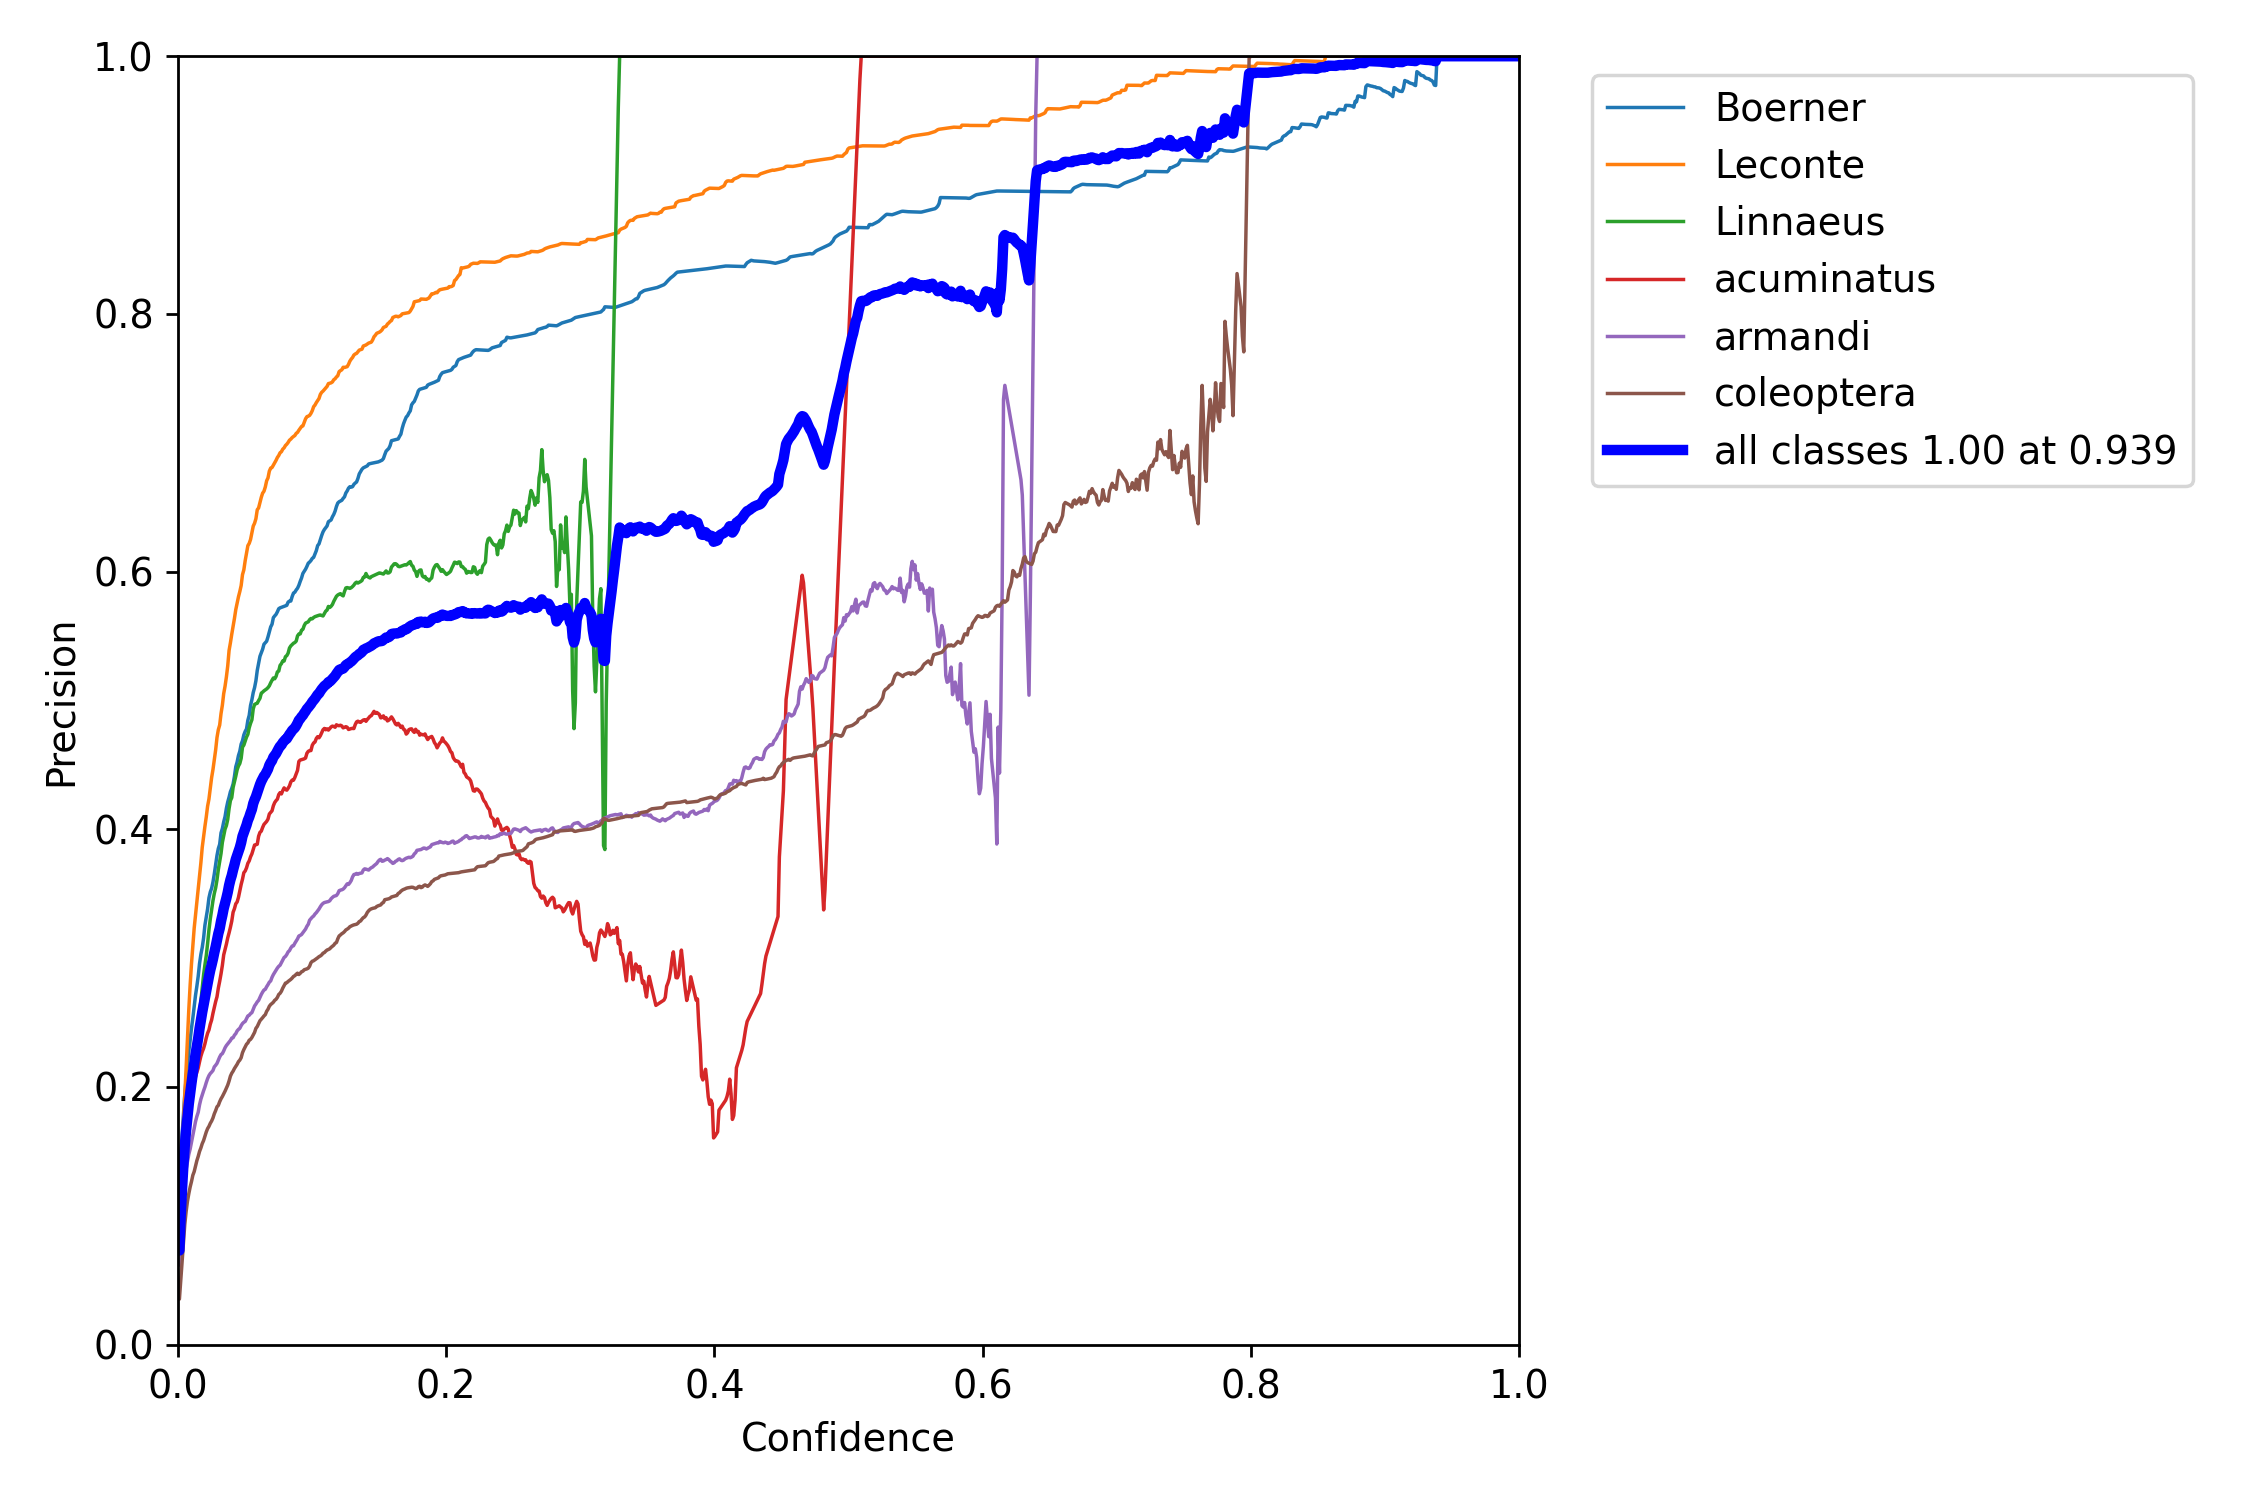 1.0
0.8
0.6
0.4
0.2
0.0
Precision
0.0 0.2 0.4 0.6 0.8 1.0
Confidence
Boerner
Leconte
Linnaeus
acuminatus
armandi
coleoptera
all classes 1.00 at 0.939